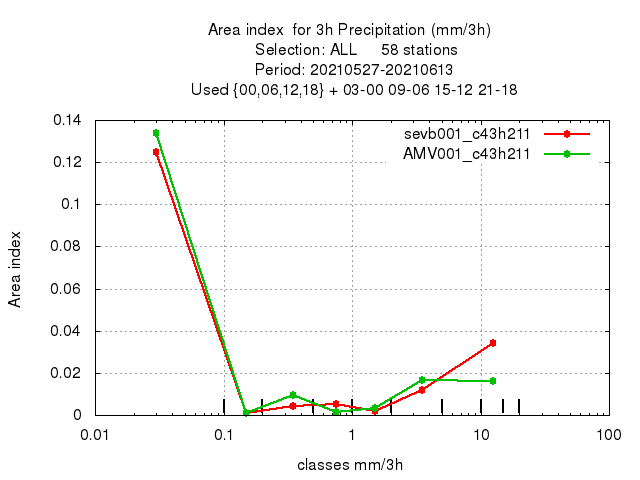 Area index  for 3h Precipitation (mm/3h)
Selection: ALL     58 stations
Period: 20210527-20210613
Used {00,06,12,18} + 03-00 09-06 15-12 21-18
sevb001_c43h211
AMV001_c43h211
0.14
0.12
0.1
0.08
0.06
0.04
0.02
0
Area index
0.01 0.1 1 10 100
classes mm/3h